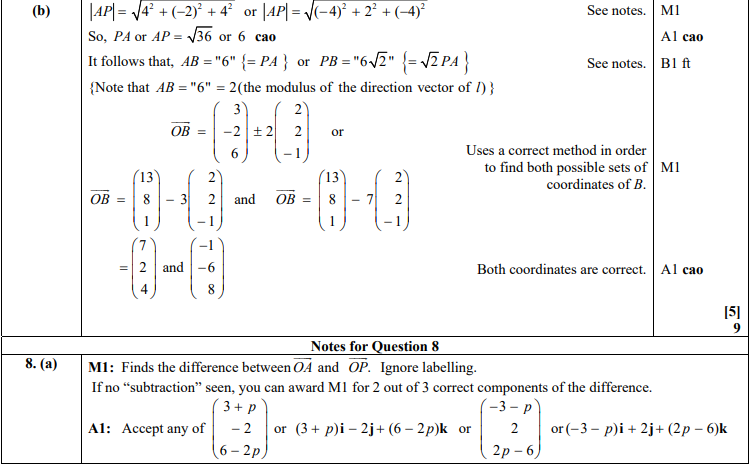 (b) |AP| = √(4² + (−2)² + 4²) or |AP| = √((−4)² + 2² + (−4)²) See notes. M1
So, PA or AP = √36 or 6 cao A1 cao
It follows that, AB = "6" {= PA} or PB = "6√2" {= √2 PA} See notes. B1 ft
{Note that AB = "6" = 2(the modulus of the direction vector of l)}
OB = (3, −2, 6) ± 2(2, 2, −1) or
Uses a correct method in order
to find both possible sets of M1
coordinates of B.
OB = (13, 8, 1) − 3(2, 2, −1) and OB = (13, 8, 1) − 7(2, 2, −1)
= (7, 2, 4) and (−1, −6, 8) Both coordinates are correct. A1 cao
[5]
9
Notes for Question 8
8. (a) M1: Finds the difference between OA and OP. Ignore labelling.
If no “subtraction” seen, you can award M1 for 2 out of 3 correct components of the difference.
A1: Accept any of (3 + p, −2, 6 − 2p) or (3 + p)i − 2j + (6 − 2p)k or (−3 − p, 2, 2p − 6) or (−3 − p)i + 2j + (2p − 6)k